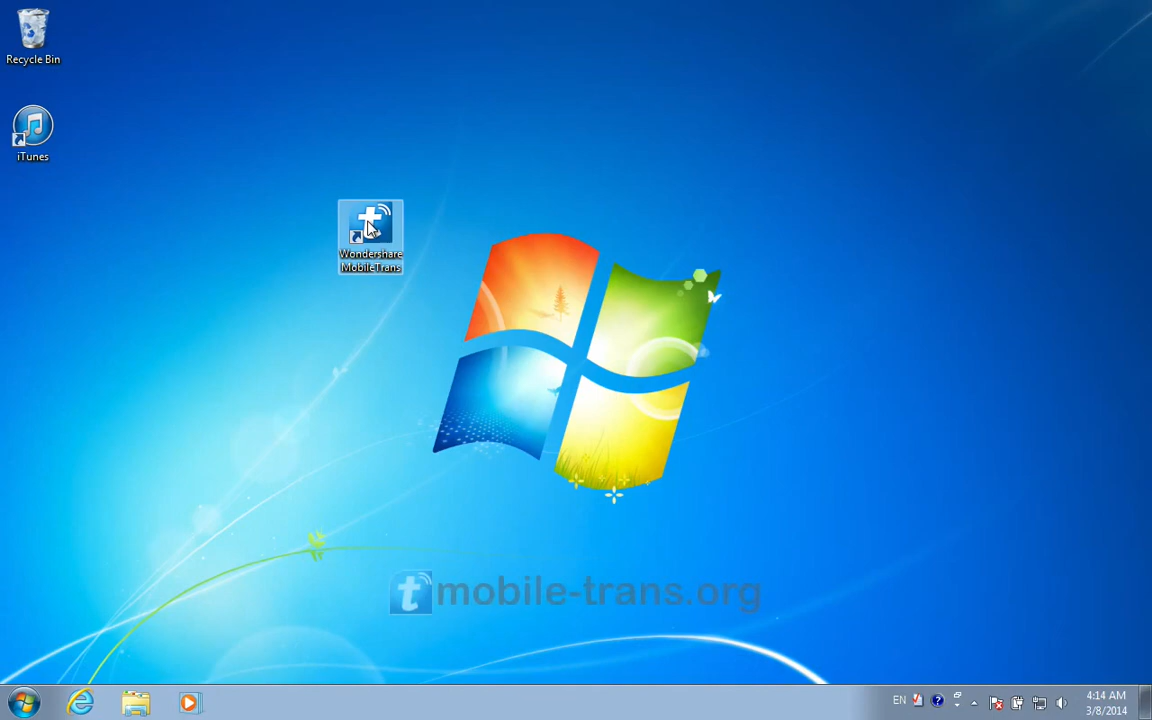 Recycle Bin
iTunes
Wondershare
MobileTrans
mobile-trans.org
EN
4:14 AM
3/8/2014